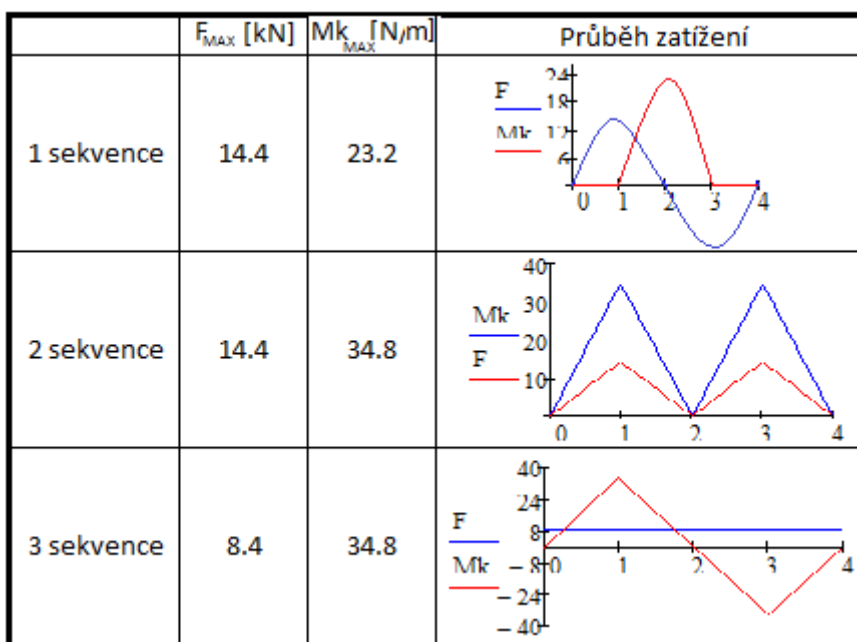 F_MAX [kN] Mk_MAX [N/m] Průběh zatížení
1 sekvence 14.4 23.2
F
Mk
24
18
12
6
0 1 2 3 4
2 sekvence 14.4 34.8
Mk
F
40
30
20
10
0 1 2 3 4
3 sekvence 8.4 34.8
F
Mk
40
24
8
− 8
− 24
− 40
0 1 2 3 4